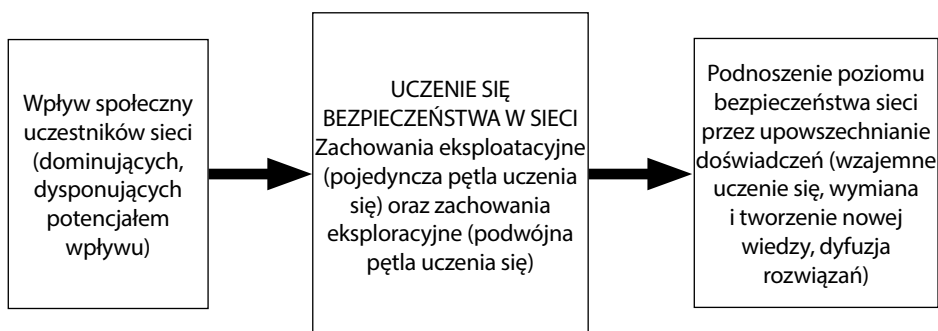 Wpływ społeczny
uczestników sieci
(dominujących,
dysponujących
potencjałem
wpływu)
UCZENIE SIĘ
BEZPIECZEŃSTWA W SIECI
Zachowania eksploatacyjne
(pojedyncza pętla uczenia
się) oraz zachowania
eksploracyjne (podwójna
pętla uczenia się)
Podnoszenie poziomu
bezpieczeństwa sieci
przez upowszechnianie
doświadczeń (wzajemne
uczenie się, wymiana
i tworzenie nowej
wiedzy, dyfuzja
rozwiązań)